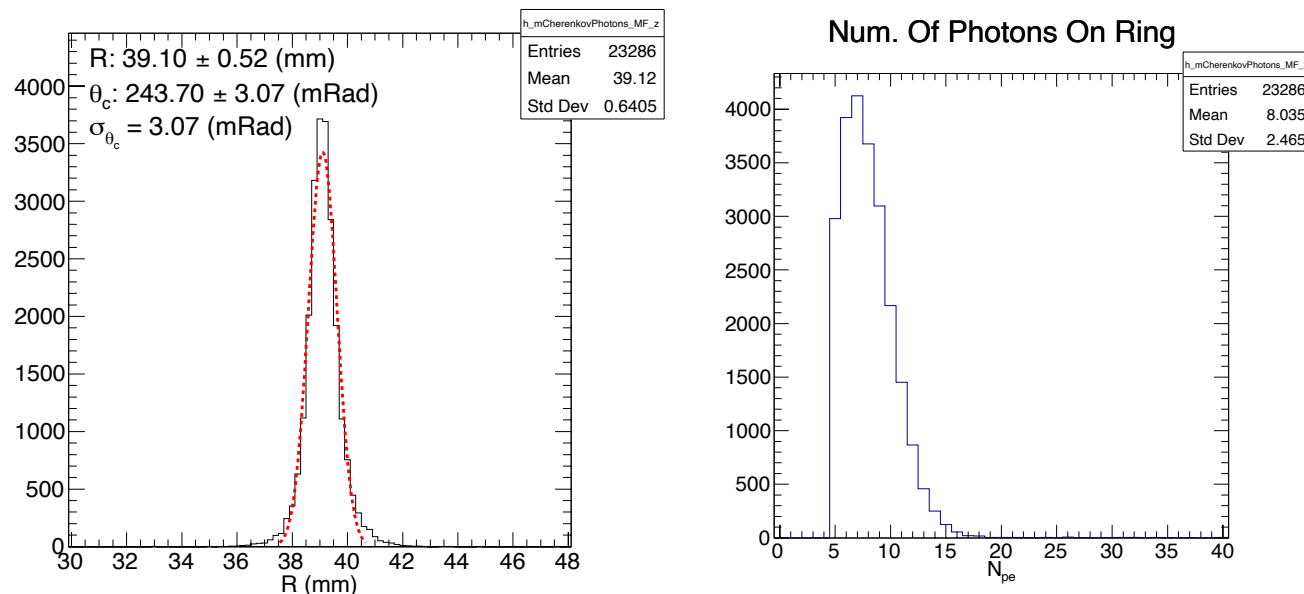 h_mCherenkovPhotons_MF_z
Entries 23286
Mean 39.12
Std Dev 0.6405
R: 39.10 ± 0.52 (mm)
θc: 243.70 ± 3.07 (mRad)
σθc = 3.07 (mRad)
4000
3500
3000
2500
2000
1500
1000
500
0
30 32 34 36 38 40 42 44 46 48
R (mm)
Num. Of Photons On Ring
h_mCherenkovPhotons_MF_
Entries 23286
Mean 8.035
Std Dev 2.465
4000
3500
3000
2500
2000
1500
1000
500
0
0 5 10 15 20 25 30 35 40
Npe